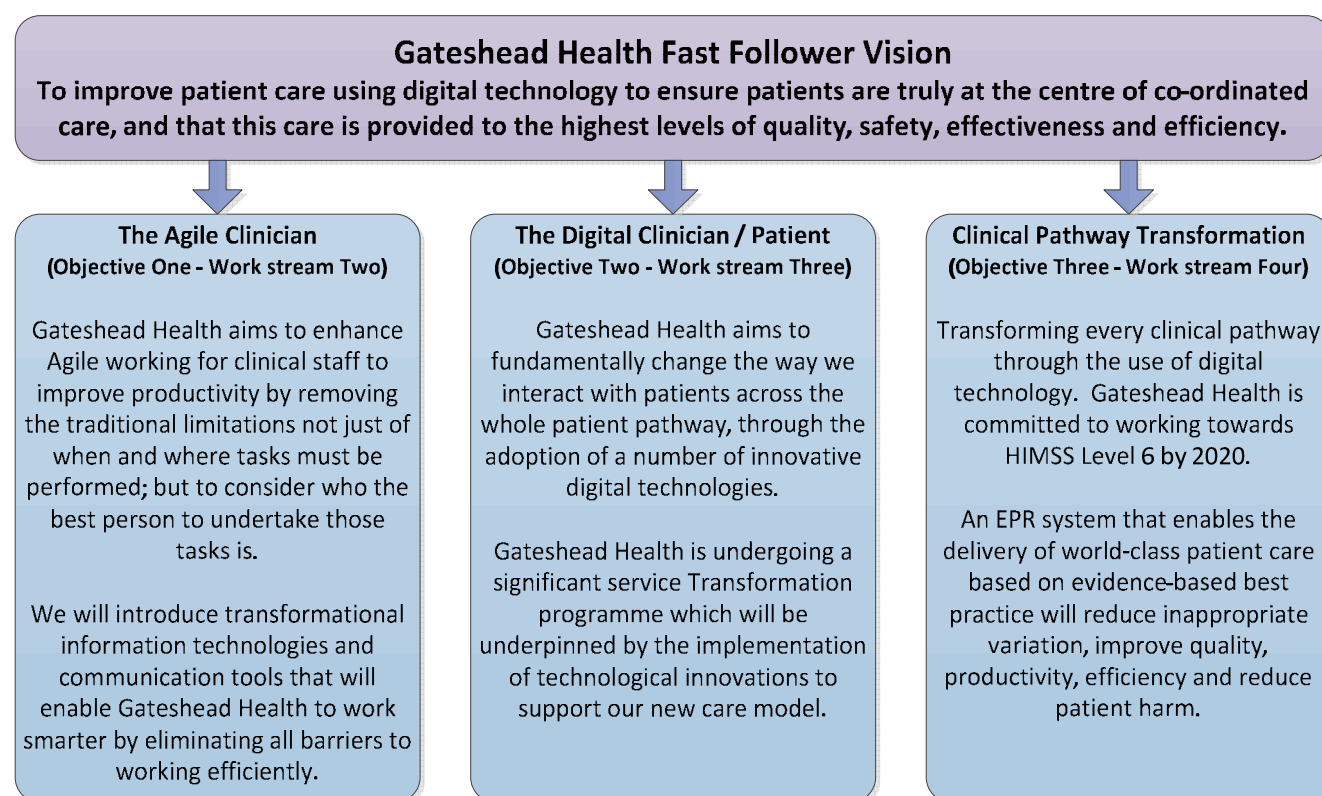 Gateshead Health Fast Follower Vision
To improve patient care using digital technology to ensure patients are truly at the centre of co-ordinated
care, and that this care is provided to the highest levels of quality, safety, effectiveness and efficiency.
The Agile Clinician
(Objective One - Work stream Two)
Gateshead Health aims to enhance
Agile working for clinical staff to
improve productivity by removing
the traditional limitations not just of
when and where tasks must be
performed; but to consider who the
best person to undertake those
tasks is.
We will introduce transformational
information technologies and
communication tools that will
enable Gateshead Health to work
smarter by eliminating all barriers to
working efficiently.
The Digital Clinician / Patient
(Objective Two - Work stream Three)
Gateshead Health aims to
fundamentally change the way we
interact with patients across the
whole patient pathway, through the
adoption of a number of innovative
digital technologies.
Gateshead Health is undergoing a
significant service Transformation
programme which will be
underpinned by the implementation
of technological innovations to
support our new care model.
Clinical Pathway Transformation
(Objective Three - Work stream Four)
Transforming every clinical pathway
through the use of digital
technology. Gateshead Health is
committed to working towards
HIMSS Level 6 by 2020.
An EPR system that enables the
delivery of world-class patient care
based on evidence-based best
practice will reduce inappropriate
variation, improve quality,
productivity, efficiency and reduce
patient harm.